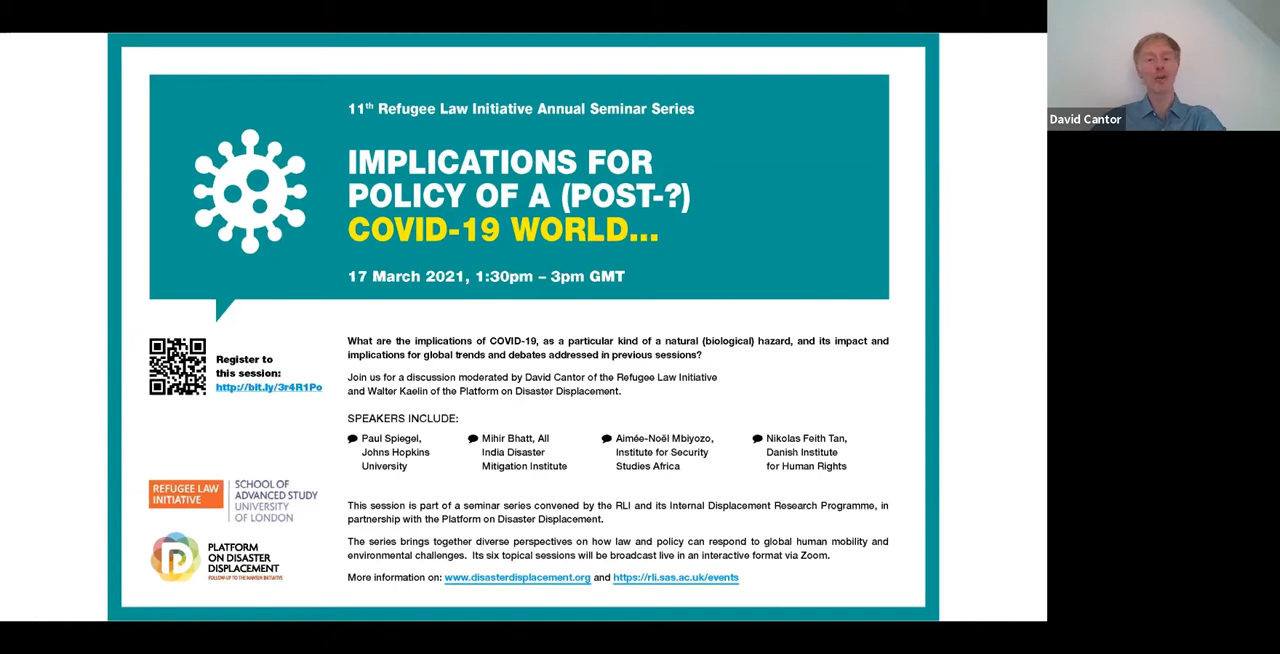 11th Refugee Law Initiative Annual Seminar Series
IMPLICATIONS FOR
POLICY OF A (POST-?)
COVID-19 WORLD...
17 March 2021, 1:30pm – 3pm GMT
David Cantor
Register to
this session:
http://bit.ly/3r4R1Po
What are the implications of COVID-19, as a particular kind of a natural (biological) hazard, and its impact and
implications for global trends and debates addressed in previous sessions?
Join us for a discussion moderated by David Cantor of the Refugee Law Initiative
and Walter Kaelin of the Platform on Disaster Displacement.
SPEAKERS INCLUDE:
Paul Spiegel,
Johns Hopkins
University
Mihir Bhatt, All
India Disaster
Mitigation Institute
Aimée-Noël Mbiyozo,
Institute for Security
Studies Africa
Nikolas Feith Tan,
Danish Institute
for Human Rights
REFUGEE LAW
INITIATIVE
SCHOOL OF
ADVANCED STUDY
UNIVERSITY
OF LONDON
PLATFORM
ON DISASTER
DISPLACEMENT
FOLLOW-UP TO THE NANSEN INITIATIVE
This session is part of a seminar series convened by the RLI and its Internal Displacement Research Programme, in
partnership with the Platform on Disaster Displacement.
The series brings together diverse perspectives on how law and policy can respond to global human mobility and
environmental challenges. Its six topical sessions will be broadcast live in an interactive format via Zoom.
More information on: www.disasterdisplacement.org and https://rli.sas.ac.uk/events